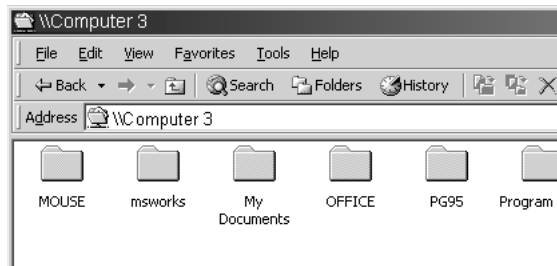 \\Computer 3
File Edit View Favorites Tools Help
Back Search Folders History
Address \\Computer 3
MOUSE msworks My Documents OFFICE PG95 Program